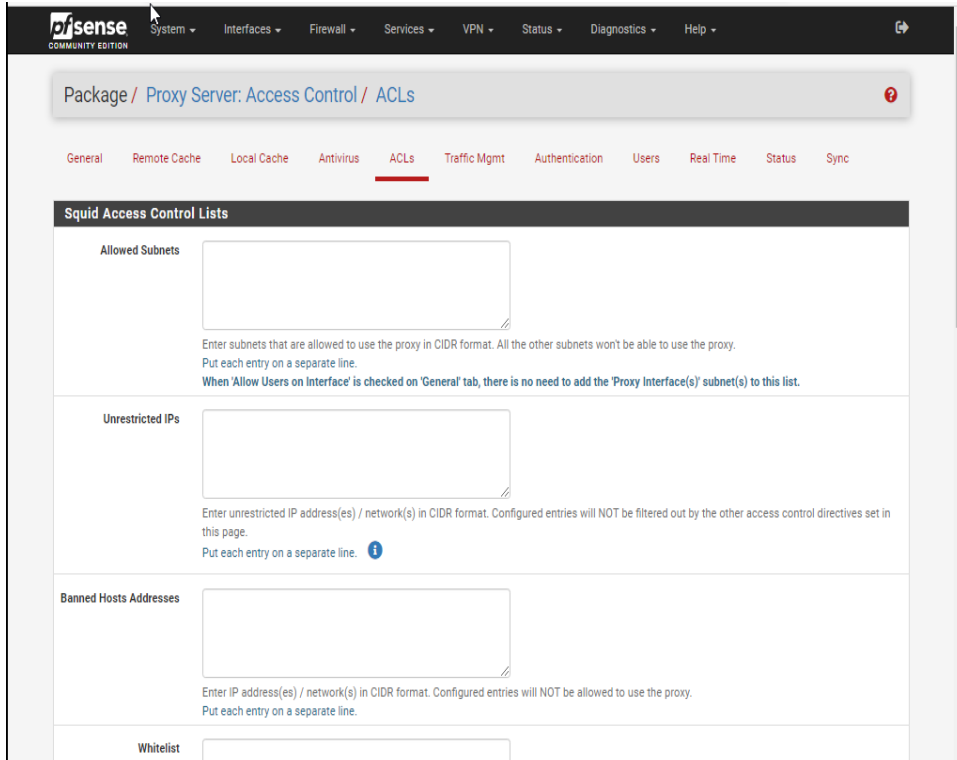 pfsense
COMMUNITY EDITION
System Interfaces Firewall Services VPN Status Diagnostics Help
Package / Proxy Server: Access Control / ACLs
General Remote Cache Local Cache Antivirus ACLs Traffic Mgmt Authentication Users Real Time Status Sync
Squid Access Control Lists
Allowed Subnets
Enter subnets that are allowed to use the proxy in CIDR format. All the other subnets won't be able to use the proxy.
Put each entry on a separate line.
When 'Allow Users on Interface' is checked on 'General' tab, there is no need to add the 'Proxy Interface(s)' subnet(s) to this list.
Unrestricted IPs
Enter unrestricted IP address(es) / network(s) in CIDR format. Configured entries will NOT be filtered out by the other access control directives set in
this page.
Put each entry on a separate line.
Banned Hosts Addresses
Enter IP address(es) / network(s) in CIDR format. Configured entries will NOT be allowed to use the proxy.
Put each entry on a separate line.
Whitelist